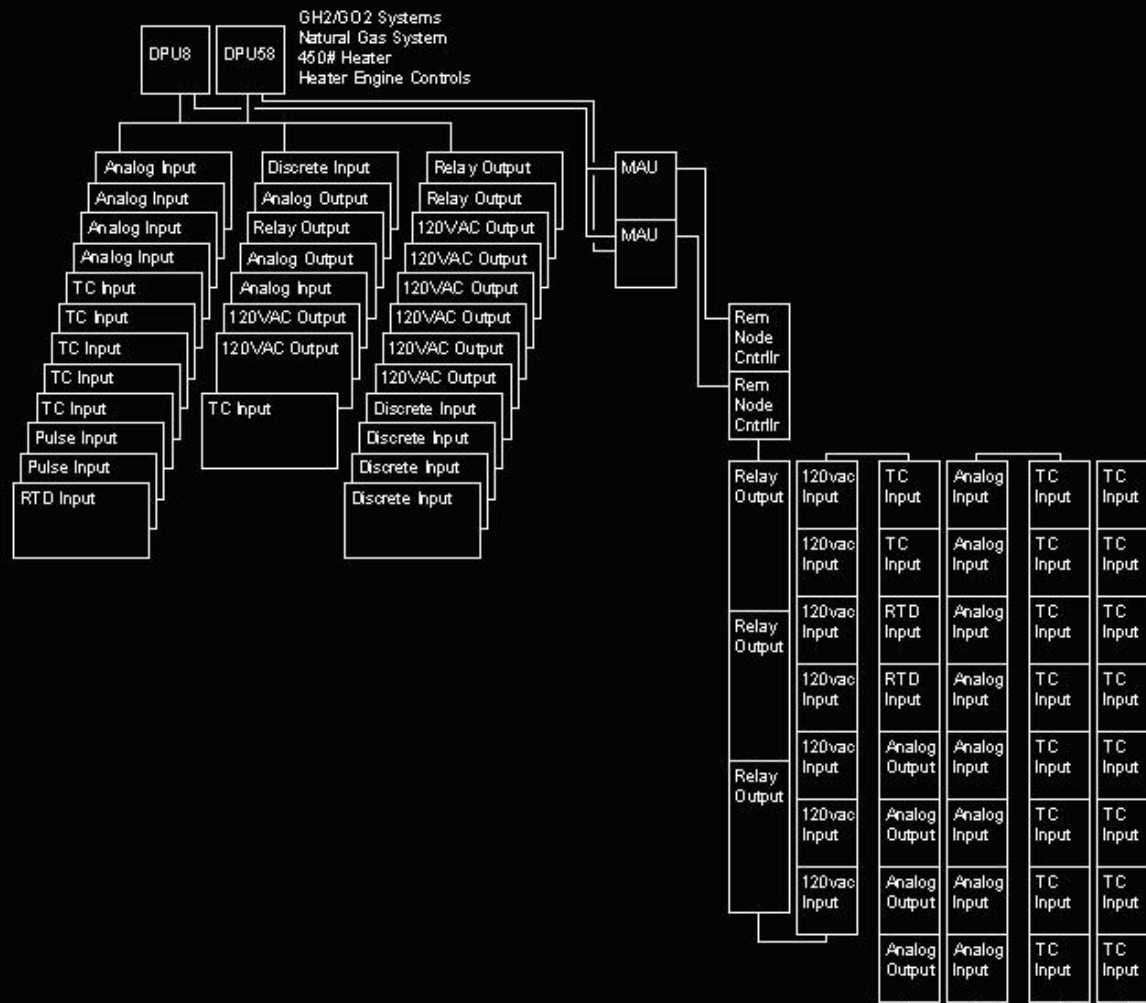 GH2/GO2 Systems
Natural Gas System
450# Heater
Heater Engine Controls
DPU8
DPU58
Analog Input
Analog Input
Analog Input
Analog Input
TC Input
TC Input
TC Input
TC Input
TC Input
Pulse Input
Pulse Input
RTD Input
Discrete Input
Analog Output
Relay Output
Analog Output
Analog Input
120VAC Output
120VAC Output
TC Input
Relay Output
Relay Output
120VAC Output
120VAC Output
120VAC Output
120VAC Output
120VAC Output
120VAC Output
Discrete Input
Discrete Input
Discrete Input
Discrete Input
MAU
MAU
Rem
Node
Cntrllr
Rem
Node
Cntrllr
Relay
Output
Relay
Output
Relay
Output
120vac
Input
120vac
Input
120vac
Input
120vac
Input
120vac
Input
120vac
Input
120vac
Input
TC
Input
TC
Input
RTD
Input
RTD
Input
Analog
Output
Analog
Output
Analog
Output
Analog
Output
Analog
Input
Analog
Input
Analog
Input
Analog
Input
Analog
Input
Analog
Input
Analog
Input
Analog
Input
TC
Input
TC
Input
TC
Input
TC
Input
TC
Input
TC
Input
TC
Input
TC
Input
TC
Input
TC
Input
TC
Input
TC
Input
TC
Input
TC
Input
TC
Input
TC
Input